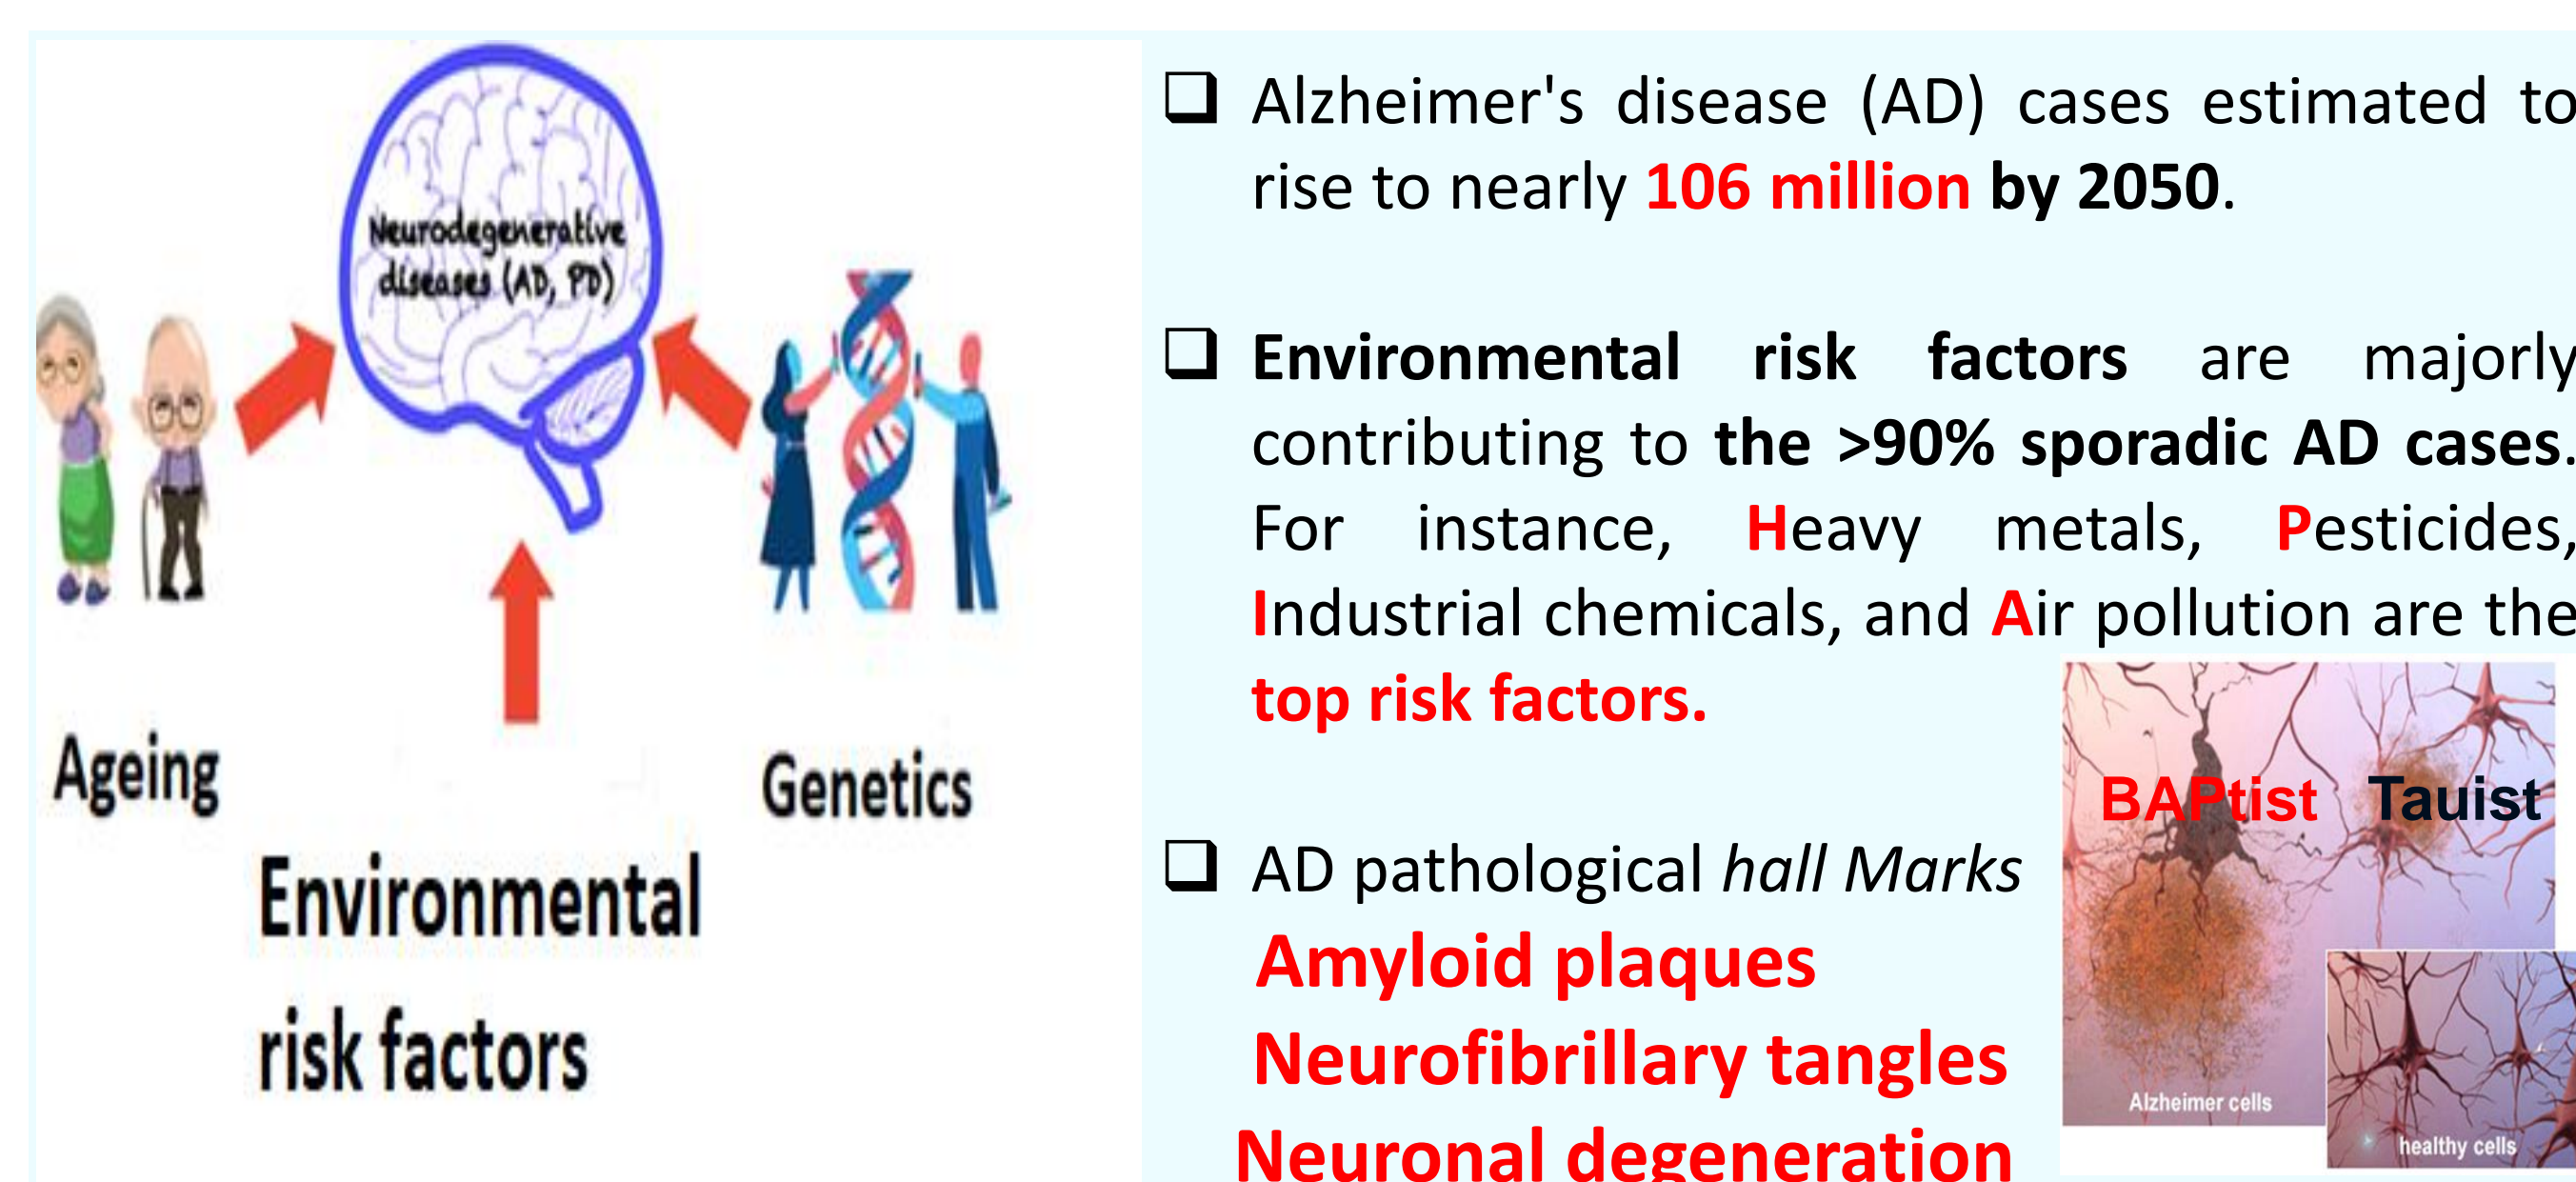 Neurodegenerative
diseases (AD, PD)
Ageing
Genetics
Environmental
risk factors
Alzheimer's disease (AD) cases estimated to
rise to nearly 106 million by 2050.
Environmental risk factors are majorly
contributing to the >90% sporadic AD cases.
For instance, Heavy metals, Pesticides,
Industrial chemicals, and Air pollution are the
top risk factors.
AD pathological hall Marks
Amyloid plaques
Neurofibrillary tangles
Neuronal degeneration
BAPtist Tauist
Alzheimer cells
healthy cells